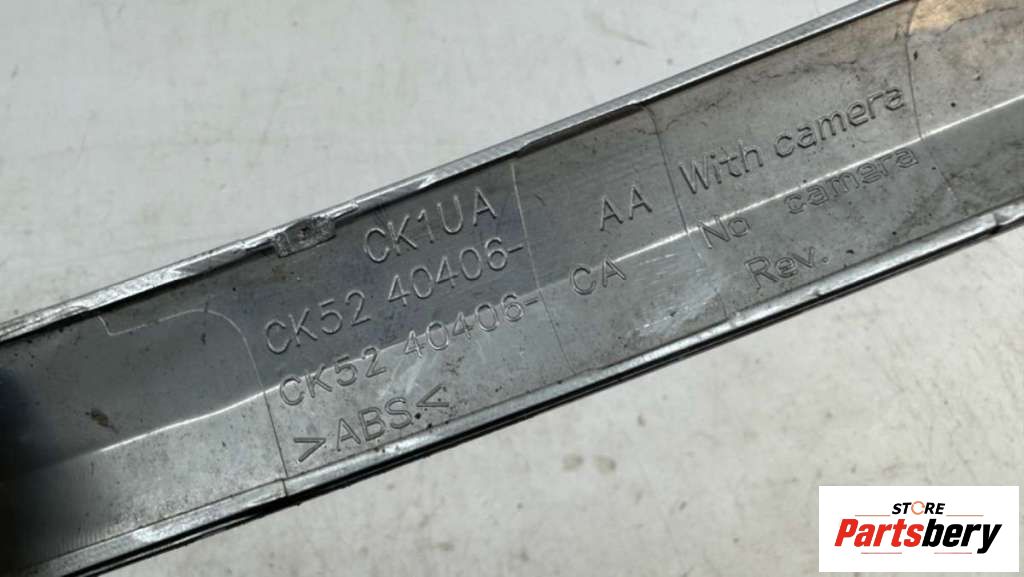 CK1UA
CK52 40406- AA With camera
CK52 40406- CA No camera
>ABS< Rev.
STORE
Partsbery